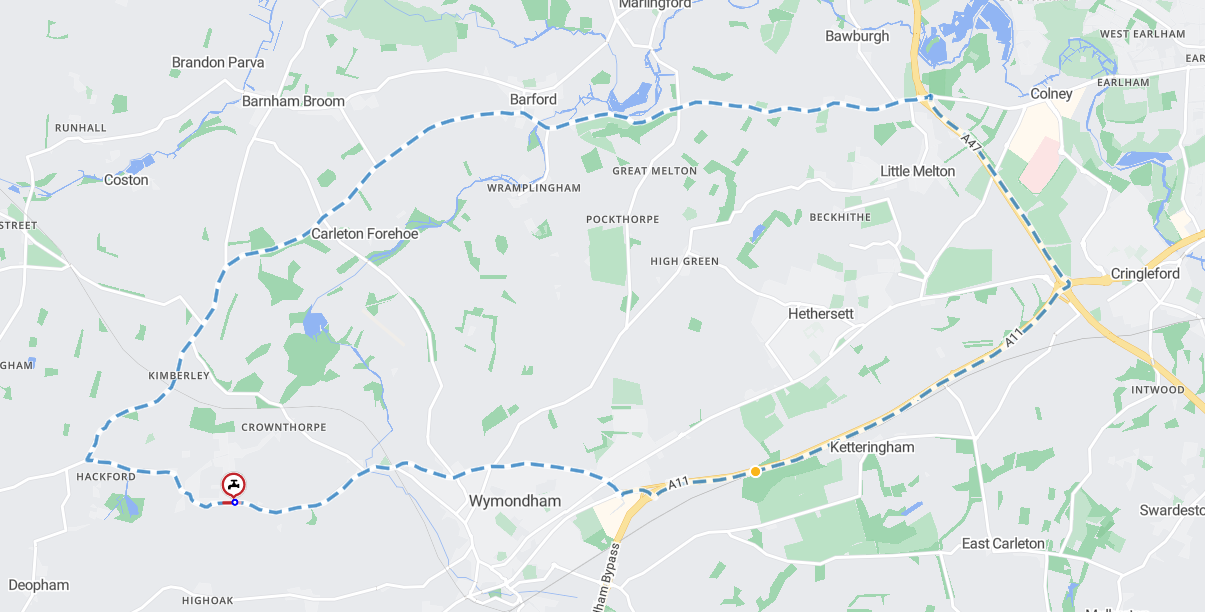 Marlingford
Bawburgh
WEST EARLHAM
Brandon Parva
EAR
EARLHAM
Barnham Broom
Barford
Colney
RUNHALL
A47
Coston
GREAT MELTON
Little Melton
WRAMPLINGHAM
STREET
POCKTHORPE
BECKHITHE
Carleton Forehoe
HIGH GREEN
Cringleford
Hethersett
A11
GHAM
KIMBERLEY
INTWOOD
CROWNTHORPE
Ketteringham
HACKFORD
A11
Wymondham
Swardesto
East Carleton
lham Bypass
Deopham
HIGHOAK